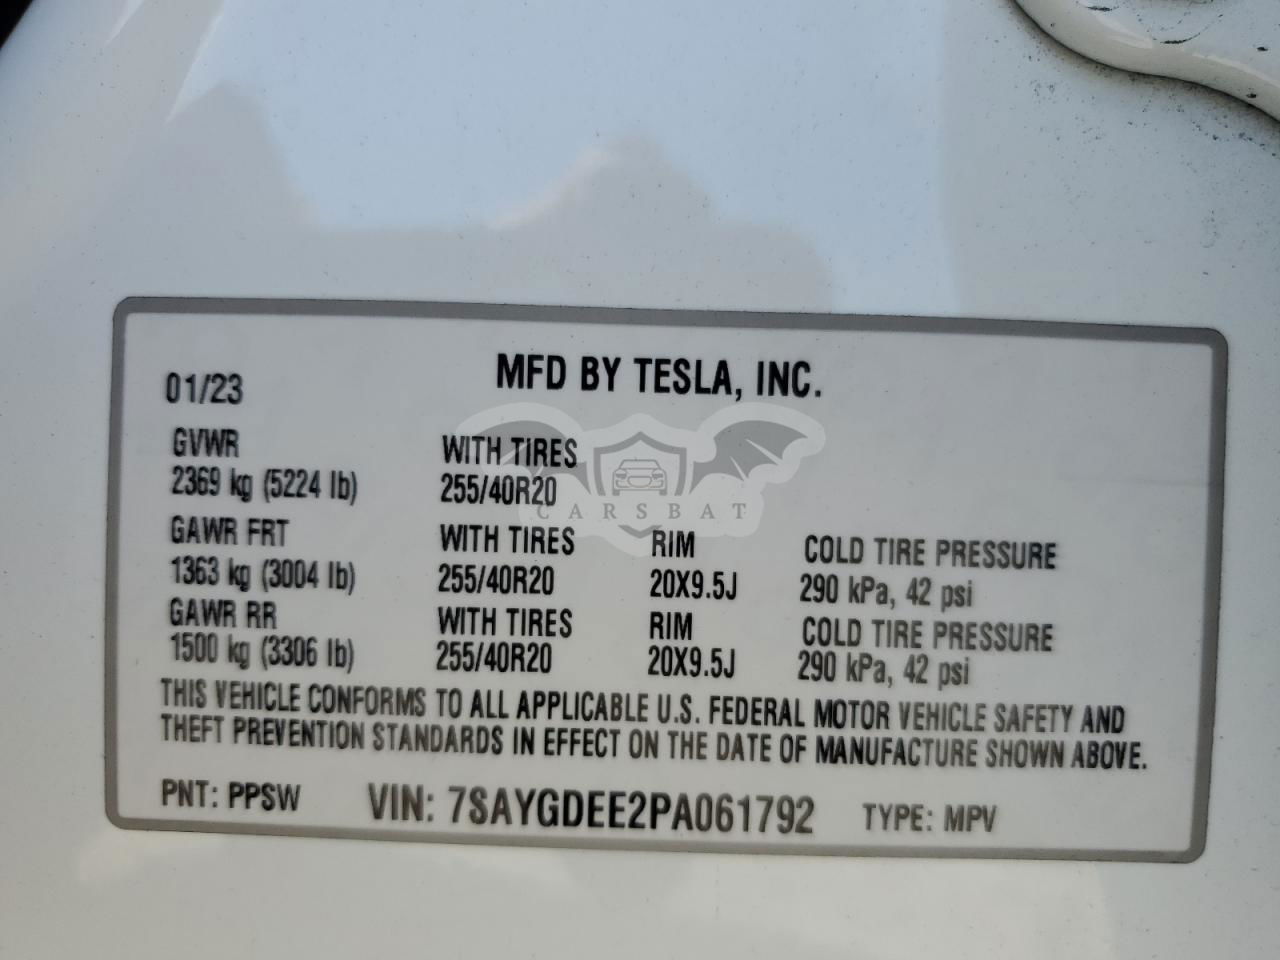 MFD BY TESLA, INC.
01/23
GVWR WITH TIRES
2369 kg (5224 lb) 255/40R20
CARSBAT
GAWR FRT WITH TIRES RIM COLD TIRE PRESSURE
1363 kg (3004 lb) 255/40R20 20X9.5J 290 kPa, 42 psi
GAWR RR WITH TIRES RIM COLD TIRE PRESSURE
1500 kg (3306 lb) 255/40R20 20X9.5J 290 kPa, 42 psi
THIS VEHICLE CONFORMS TO ALL APPLICABLE U.S. FEDERAL MOTOR VEHICLE SAFETY AND
THEFT PREVENTION STANDARDS IN EFFECT ON THE DATE OF MANUFACTURE SHOWN ABOVE.
PNT: PPSW VIN: 7SAYGDEE2PA061792 TYPE: MPV